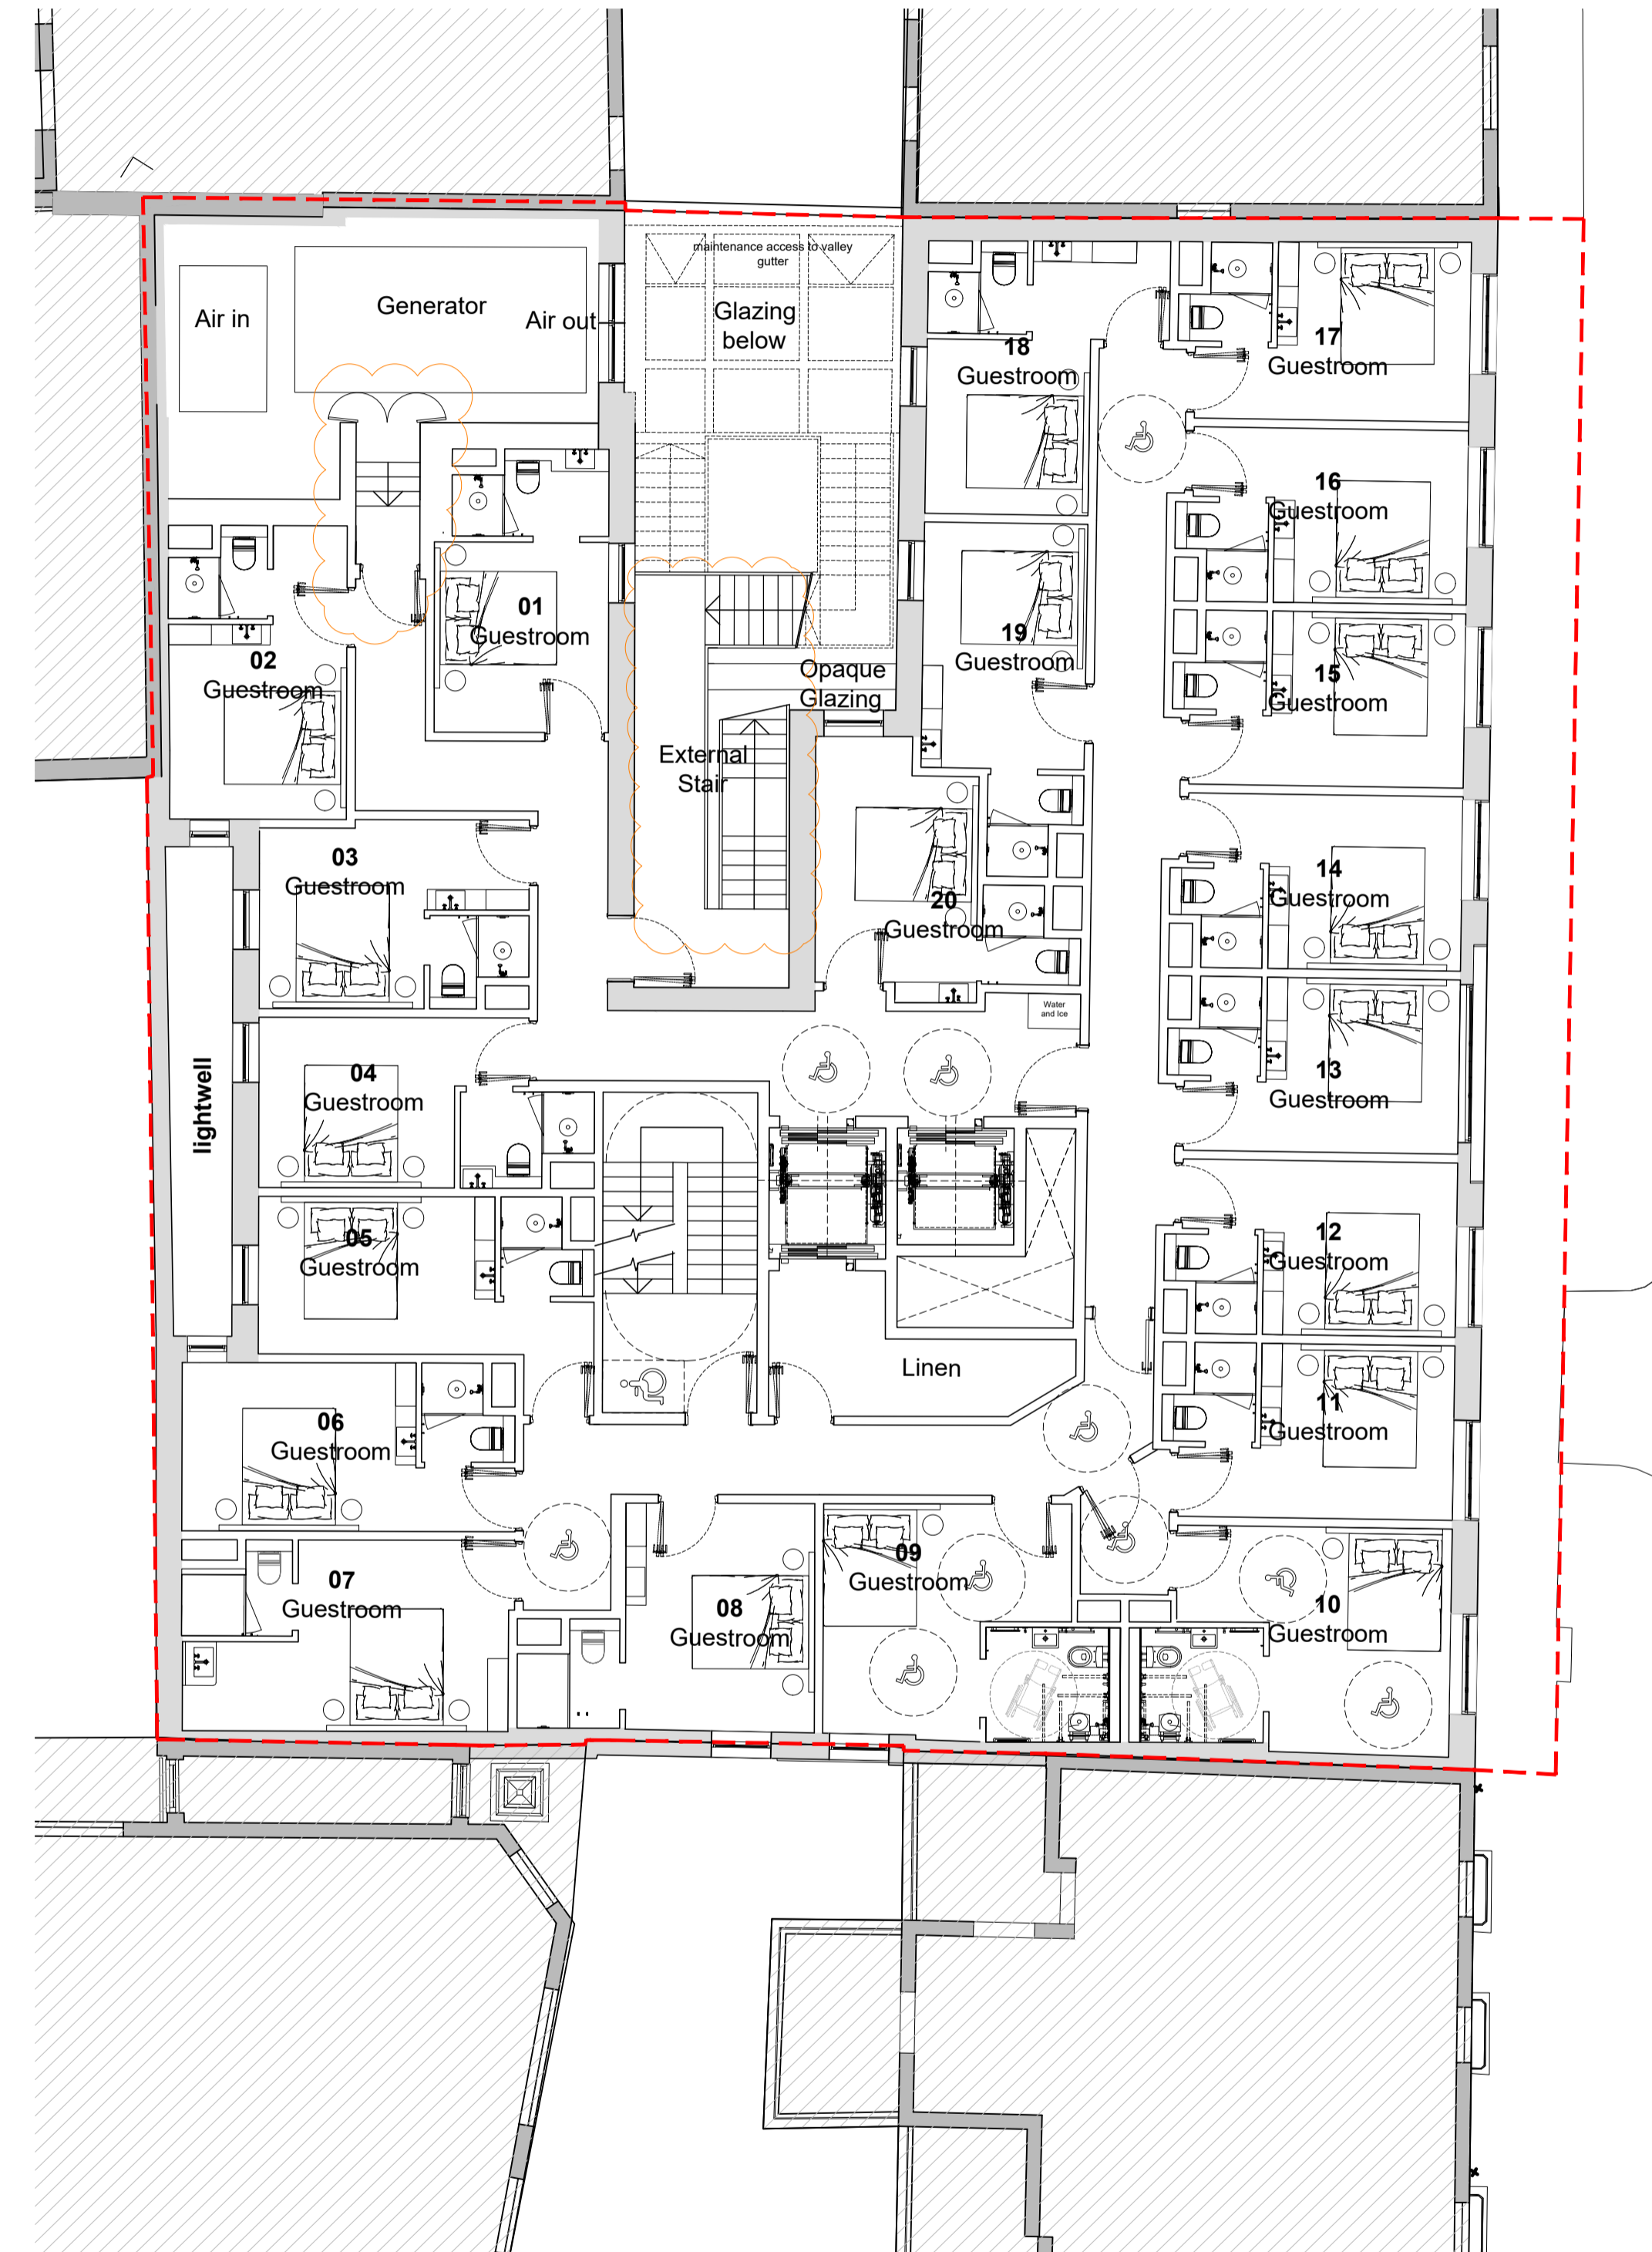 maintenance access to valley
gutter
Air in
Generator
Air out
Glazing
below
18
Guestroom
17
Guestroom
16
Guestroom
01
Guestroom
02
Guestroom
19
Guestroom
15
Guestroom
Opaque
Glazing
External
Stair
03
Guestroom
20
Guestroom
14
Guestroom
Water
and Ice
lightwell
04
Guestroom
13
Guestroom
05
Guestroom
12
Guestroom
Linen
06
Guestroom
11
Guestroom
07
Guestroom
08
Guestroom
09
Guestroom
10
Guestroom